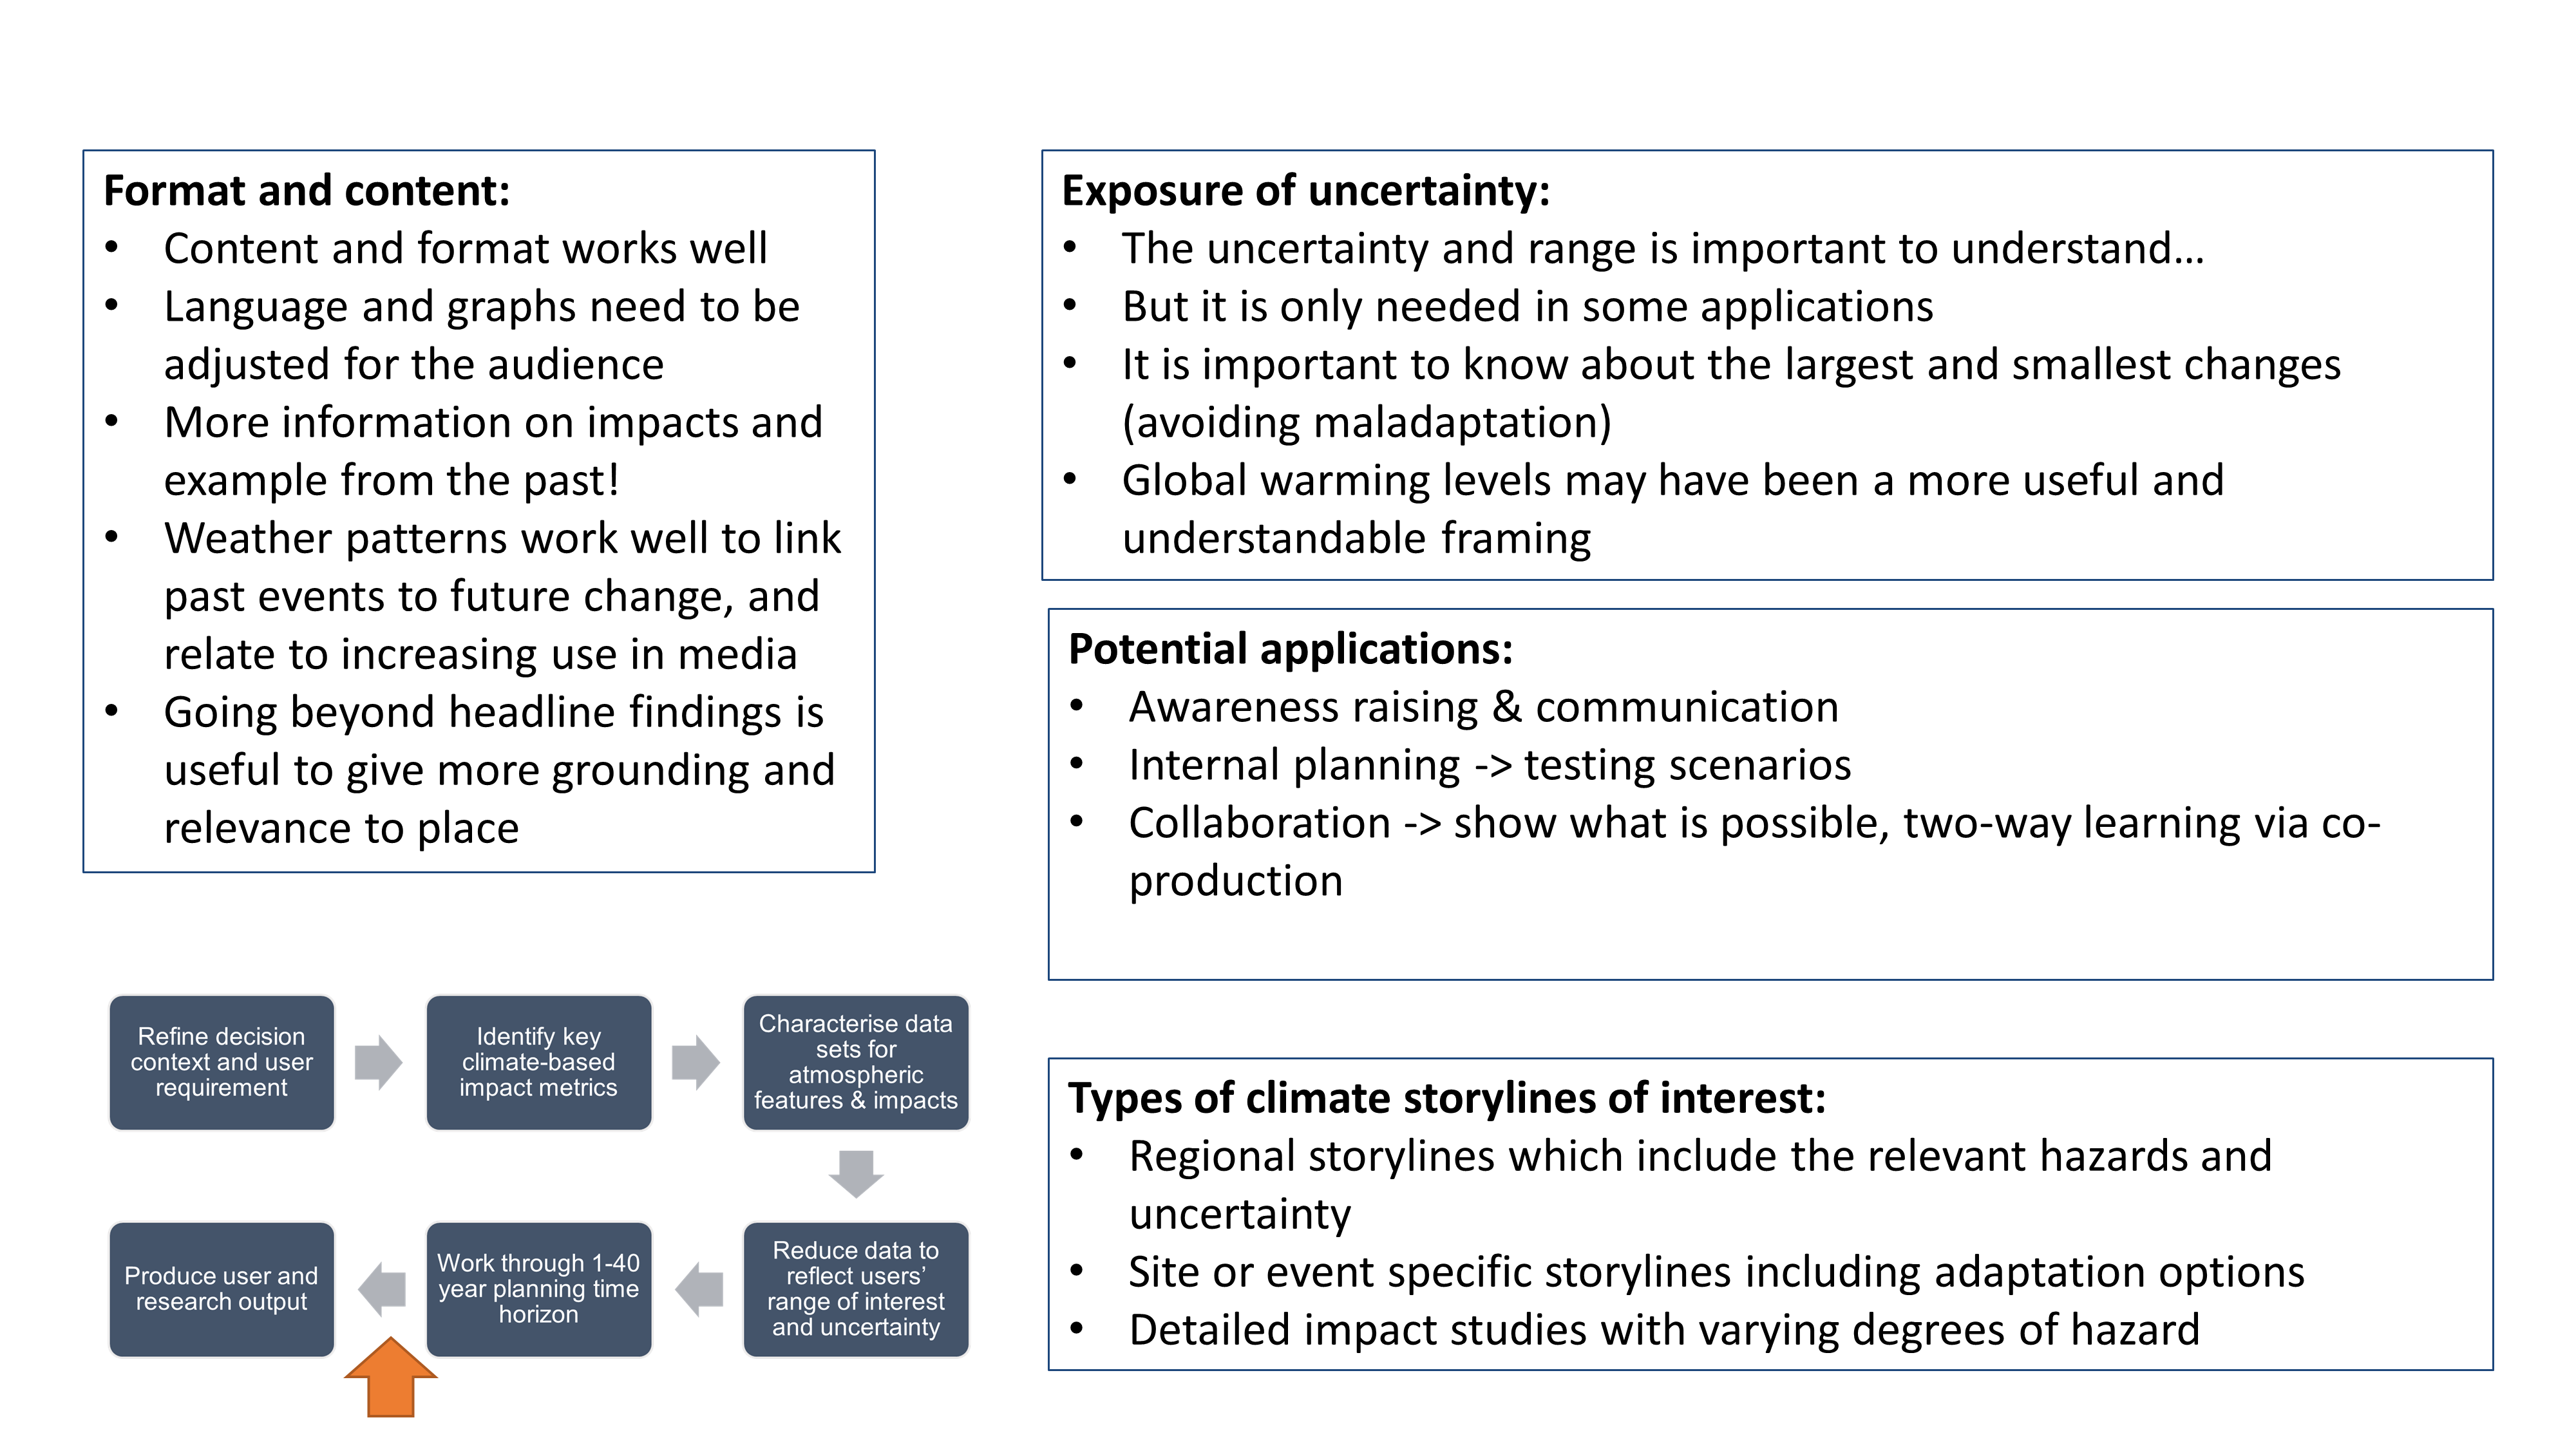 Format and content:
• Content and format works well
• Language and graphs need to be
adjusted for the audience
• More information on impacts and
example from the past!
• Weather patterns work well to link
past events to future change, and
relate to increasing use in media
• Going beyond headline findings is
useful to give more grounding and
relevance to place
Exposure of uncertainty:
• The uncertainty and range is important to understand…
• But it is only needed in some applications
• It is important to know about the largest and smallest changes
(avoiding maladaptation)
• Global warming levels may have been a more useful and
understandable framing
Potential applications:
• Awareness raising & communication
• Internal planning -> testing scenarios
• Collaboration -> show what is possible, two-way learning via co-
production
Refine decision
context and user
requirement
Identify key
climate-based
impact metrics
Characterise data
sets for
atmospheric
features & impacts
Reduce data to
reflect users’
range of interest
and uncertainty
Work through 1-40
year planning time
horizon
Produce user and
research output
Types of climate storylines of interest:
• Regional storylines which include the relevant hazards and
uncertainty
• Site or event specific storylines including adaptation options
• Detailed impact studies with varying degrees of hazard